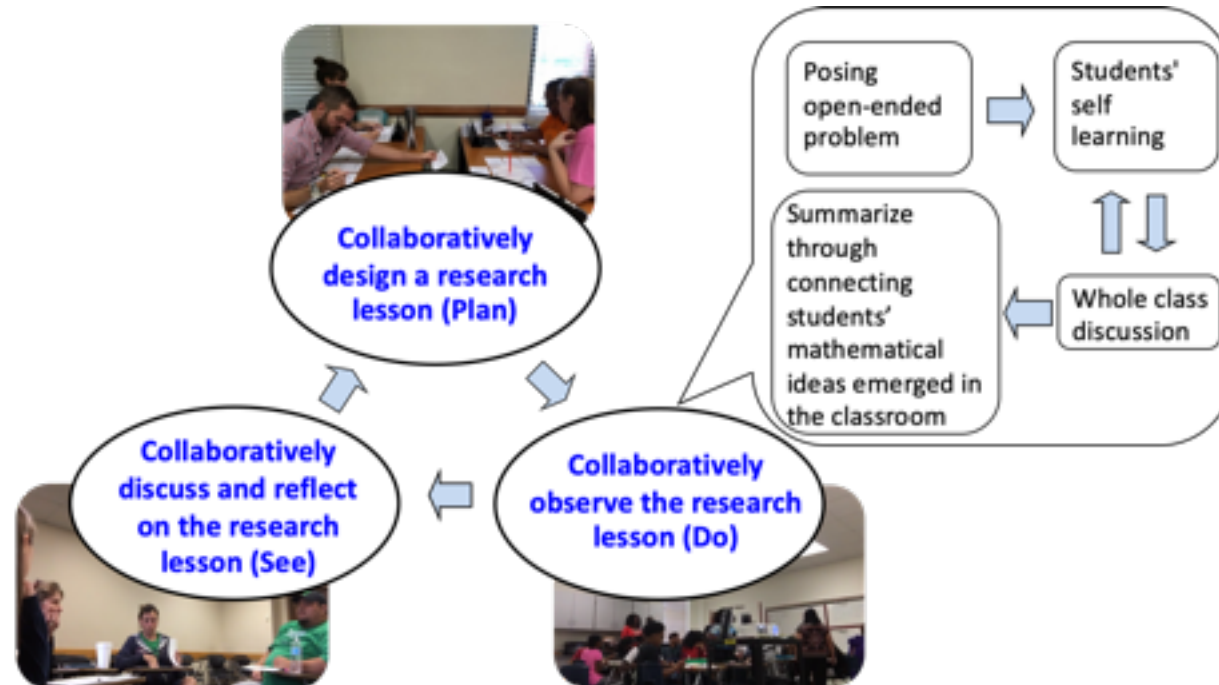 Collaboratively
design a research
lesson (Plan)
Collaboratively
observe the research
lesson (Do)
Collaboratively
discuss and reflect
on the research
lesson (See)
Posing
open-ended
problem
Students'
self
learning
Whole class
discussion
Summarize
through
connecting
students’
mathematical
ideas emerged in
the classroom